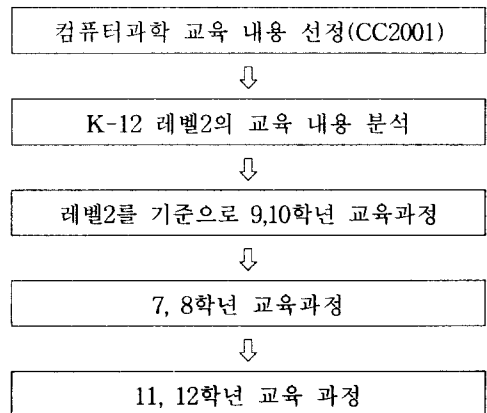 컴퓨터과학 교육 내용 선정(CC2001)
K-12 레벨2의 교육 내용 분석
레벨2를 기준으로 9,10학년 교육과정
7, 8학년 교육과정
11, 12학년 교육 과정